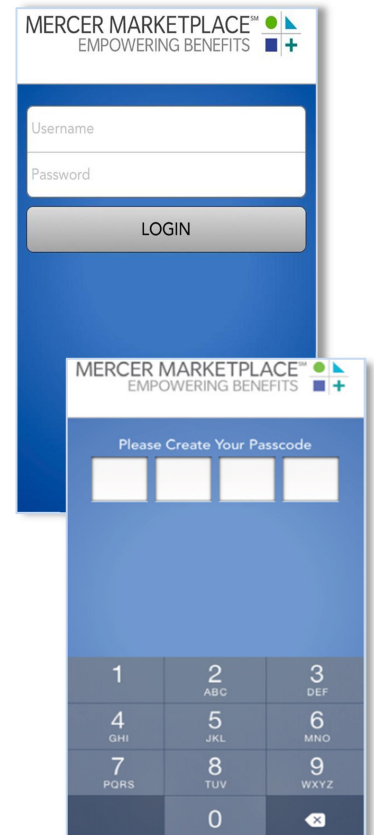 MERCER MARKETPLACE℠
EMPOWERING BENEFITS
Username
Password
LOGIN
MERCER MARKETPLACE℠
EMPOWERING BENEFITS
Please Create Your Passcode
1 2 3
ABC DEF
4 5 6
GHI JKL MNO
7 8 9
PQRS TUV WXYZ
0